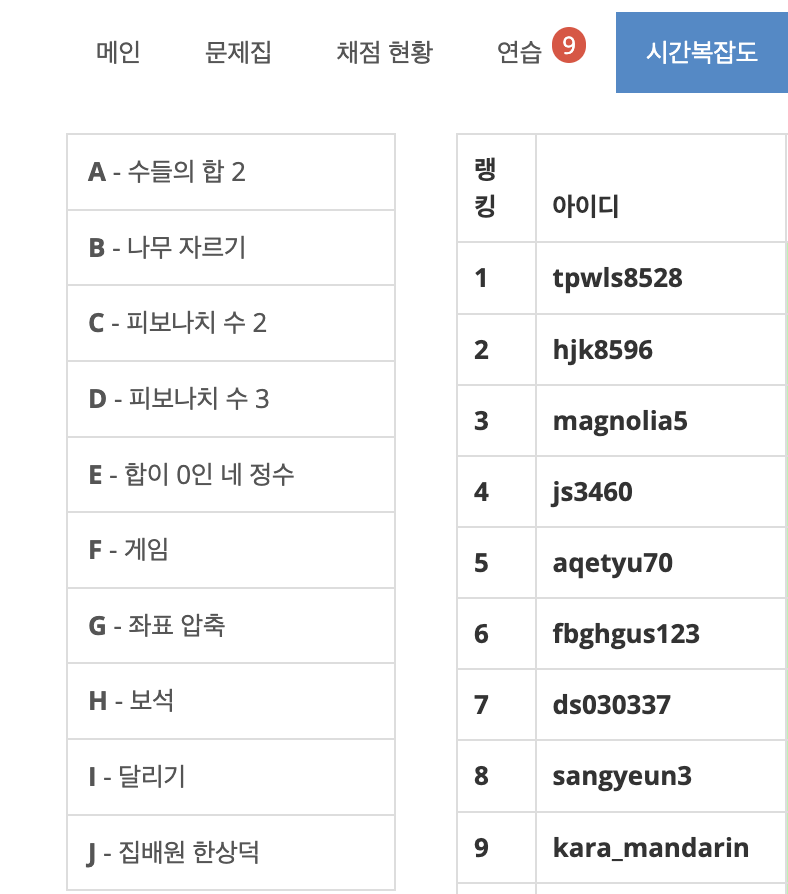 메인 문제집 채점 현황 연습 9 시간복잡도
A - 수들의 합 2
B - 나무 자르기
C - 피보나치 수 2
D - 피보나치 수 3
E - 합이 0인 네 정수
F - 게임
G - 좌표 압축
H - 보석
I - 달리기
J - 집배원 한상덕
랭
킹 아이디
1 tpwls8528
2 hjk8596
3 magnolia5
4 js3460
5 aqetyu70
6 fbghgus123
7 ds030337
8 sangyeun3
9 kara_mandarin